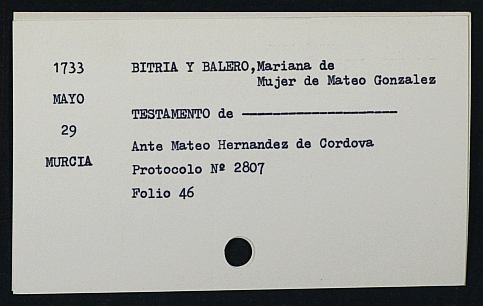 1733 BITRIA Y BALERO, Mariana de
Mujer de Mateo Gonzalez
MAYO
TESTAMENTO de ——————————
29
Ante Mateo Hernandez de Cordova
MURCIA
Protocolo Nº 2807
Folio 46